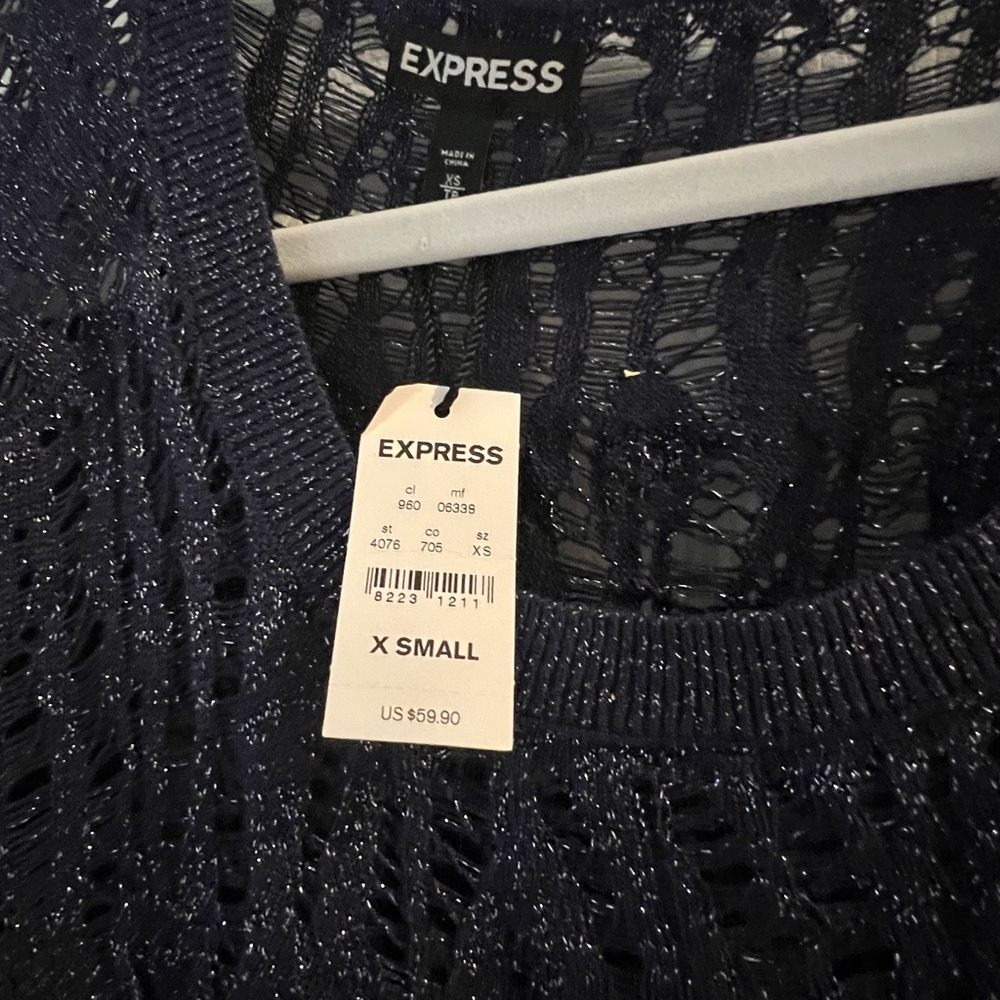 EXPRESS
MADE IN
CHINA
XS
TP
EXPRESS
cl mf
960 06339
st co sz
4076 705 XS
8223 1211
X SMALL
US $59.90